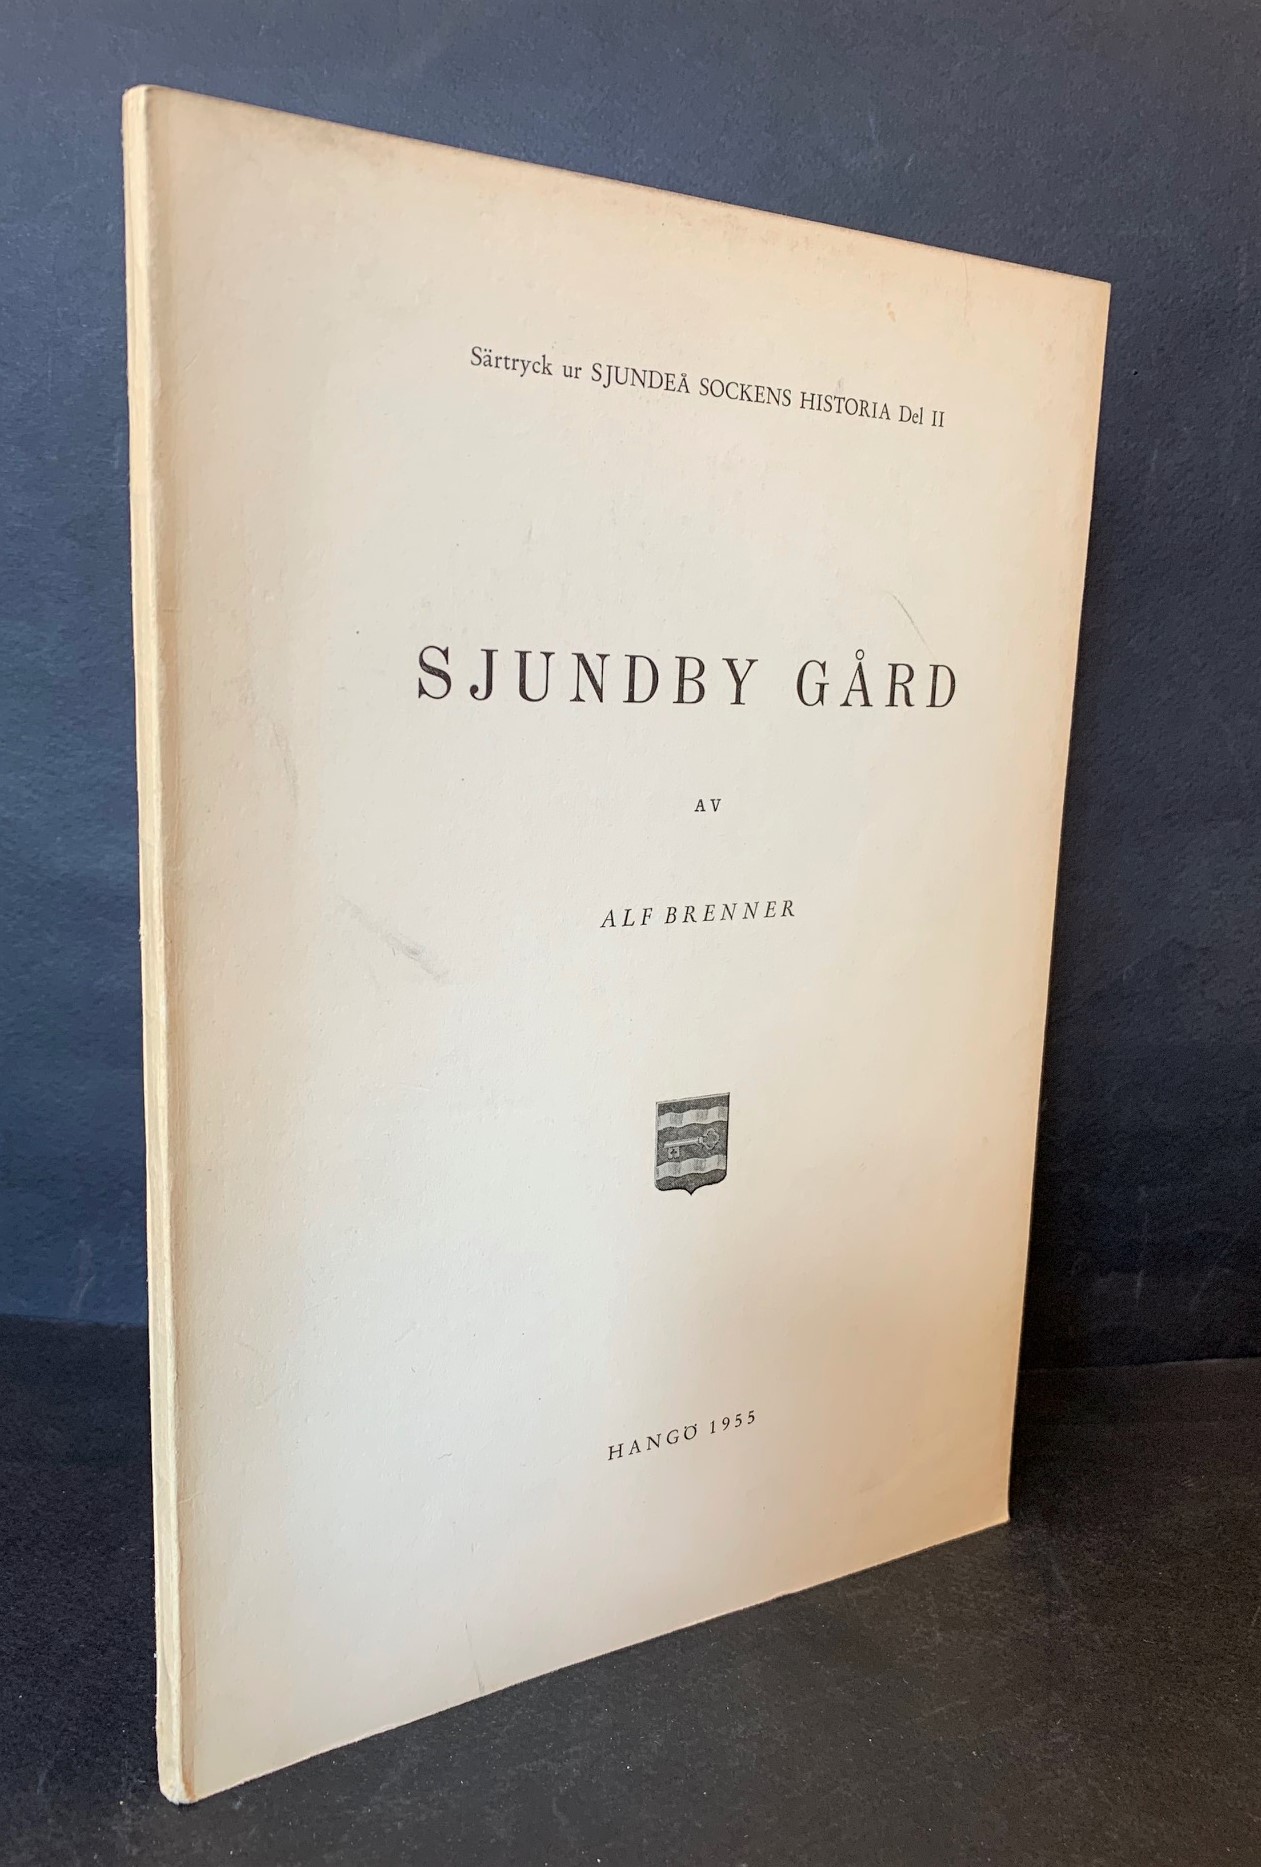 Särtryck ur SJUNDEÅ SOCKENS HISTORIA Del II
SJUNDBY GÅRD
AV
ALF BRENNER
HANGÖ 1955